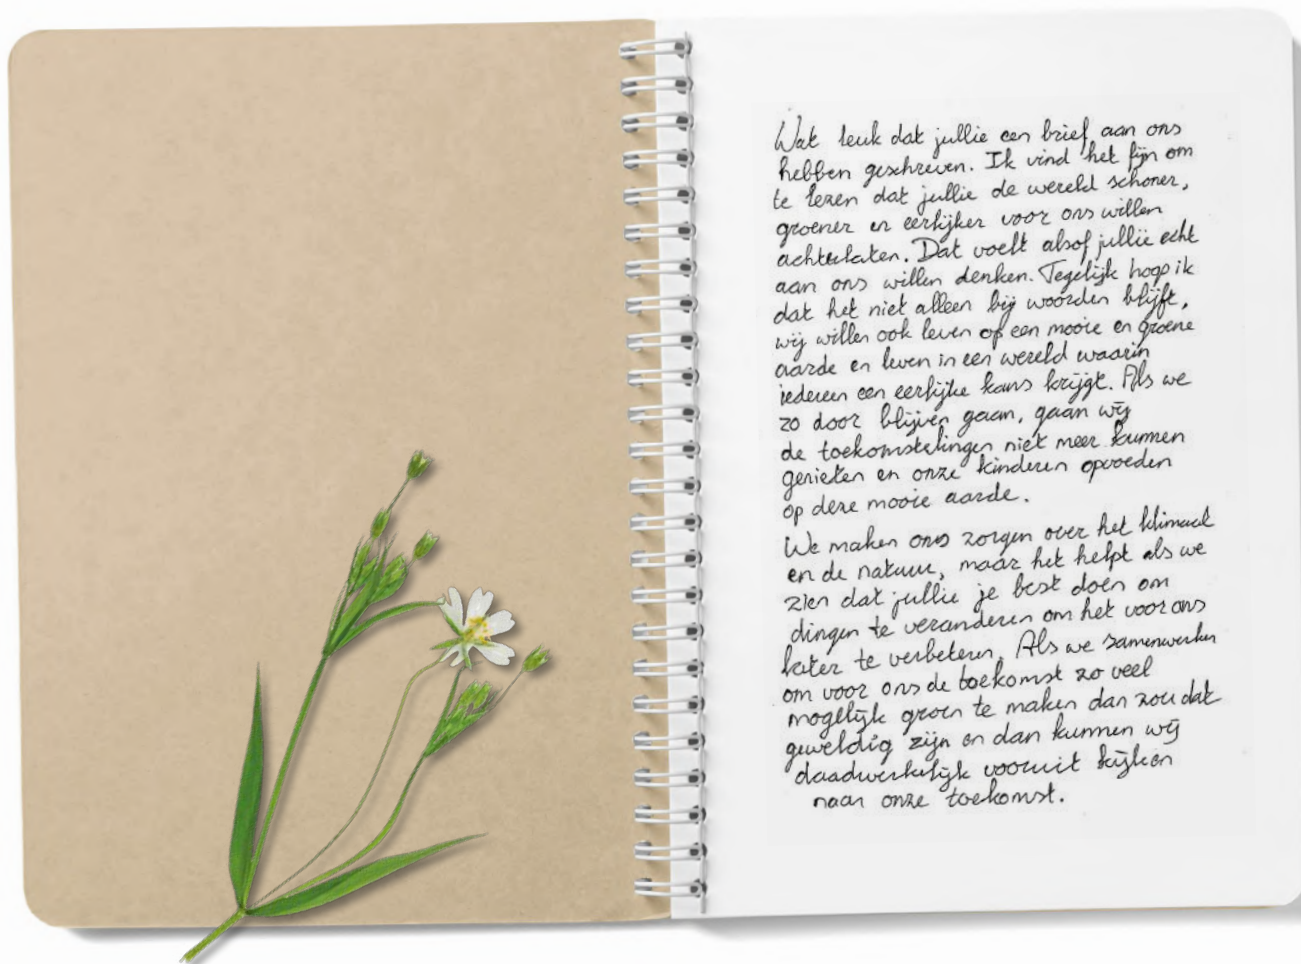 Wat leuk dat jullie een brief aan ons
hebben geschreven. Ik vind het fijn om
te lezen dat jullie de wereld schoner,
groener en eerlijker voor ons willen
achterlaten. Dat voelt alsof jullie echt
aan ons willen denken. Tegelijk hoop ik
dat het niet alleen bij woorden blijft,
wij willen ook leven op een mooie en groene
aarde en leven in een wereld waarin
iedereen een eerlijke kans krijgt. Als we
zo door blijven gaan, gaan wij
de toekomstelingen niet meer kunnen
genieten en onze kinderen opvoeden
op deze mooie aarde.
We maken ons zorgen over het klimaat
en de natuur, maar het helpt als we
zien dat jullie je best doen om
dingen te veranderen om het voor ons
later te verbeteren. Als we samenwerken
om voor ons de toekomst zo veel
mogelijk groen te maken dan zou dat
geweldig zijn en dan kunnen wij
daadwerkelijk vooruit kijken
naar onze toekomst.